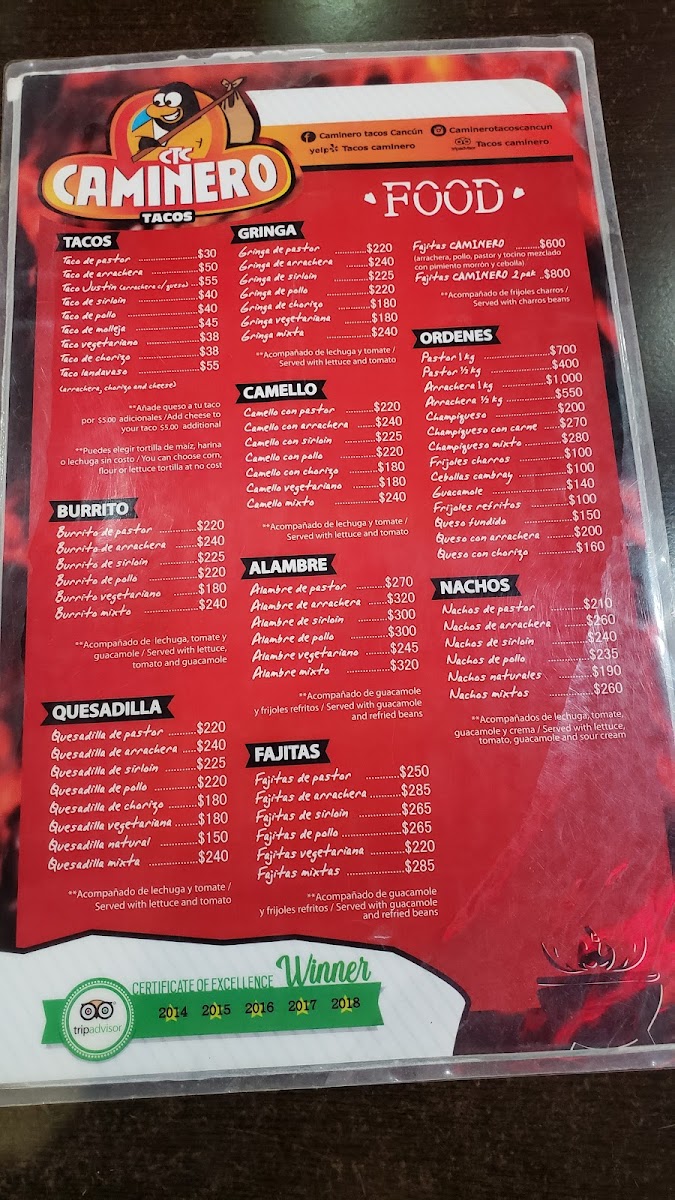 CTC
CAMINERO
TACOS
Caminero tacos Cancún
Caminerotacoscancun
yelp Tacos caminero
tripadvisor Tacos caminero
FOOD
TACOS
Taco de pastor $30
Taco de arrachera $50
Taco Justin (arrachera c/queso) $55
Taco de sirloin $40
Taco de pollo $40
Taco de molleja $45
Taco vegetariano $38
Taco de chorizo $38
Taco landavaso $55
(arrachera, chorizo and cheese)
**Añade queso a tu taco
por $5.00 adicionales /Add cheese to
your taco $5.00 additional
**Puedes elegir tortilla de maíz, harina
o lechuga sin costo / You can choose corn,
flour or lettuce tortilla at no cost
BURRITO
Burrito de pastor $220
Burrito de arrachera $240
Burrito de sirloin $225
Burrito de pollo $220
Burrito vegetariano $180
Burrito mixto $240
**Acompañado de lechuga, tomate y
guacamole / Served with lettuce,
tomato and guacamole
QUESADILLA
Quesadilla de pastor $220
Quesadilla de arrachera $240
Quesadilla de sirloin $225
Quesadilla de pollo $220
Quesadilla de chorizo $180
Quesadilla vegetariana $180
Quesadilla natural $150
Quesadilla mixta $240
**Acompañado de lechuga y tomate /
Served with lettuce and tomato
GRINGA
Gringa de pastor $220
Gringa de arrachera $240
Gringa de sirloin $225
Gringa de pollo $220
Gringa de chorizo $180
Gringa vegetariana $180
Gringa mixta $240
**Acompañado de lechuga y tomate /
Served with lettuce and tomato
CAMELLO
Camello con pastor $220
Camello con arrachera $240
Camello con sirloin $225
Camello con pollo $220
Camello con chorizo $180
Camello vegetariano $180
Camello mixto $240
**Acompañado de lechuga y tomate /
Served with lettuce and tomato
ALAMBRE
Alambre de pastor $270
Alambre de arrachera $320
Alambre de sirloin $300
Alambre de pollo $300
Alambre vegetariano $245
Alambre mixto $320
**Acompañado de guacamole
y frijoles refritos / Served with guacamole
and refried beans
FAJITAS
Fajitas de pastor $250
Fajitas de arrachera $285
Fajitas de sirloin $265
Fajitas de pollo $265
Fajitas vegetariana $220
Fajitas mixtas $285
**Acompañado de guacamole
y frijoles refritos / Served with guacamole
and refried beans
Fajitas CAMINERO $600
(arrachera, pollo, pastor y tocino mezclado
con pimiento morrón y cebolla)
Fajitas CAMINERO 2 pax $800
**Acompañado de frijoles charros /
Served with charros beans
ORDENES
Pastor 1 kg $700
Pastor ½ kg $400
Arrachera 1 kg $1,000
Arrachera ½ kg $550
Champiqueso $200
Champiqueso con carne $270
Champiqueso mixto $280
Frijoles charros $100
Cebollas cambray $100
Guacamole $140
Frijoles refritos $100
Queso fundido $150
Queso con arrachera $200
Queso con chorizo $160
NACHOS
Nachos de pastor $210
Nachos de arrachera $260
Nachos de sirloin $240
Nachos de pollo $235
Nachos naturales $190
Nachos mixtos $260
**Acompañados de lechuga, tomate,
guacamole y crema / Served with lettuce,
tomato, guacamole and sour cream
CERTIFICATE OF EXCELLENCE Winner
2014 2015 2016 2017 2018
tripadvisor